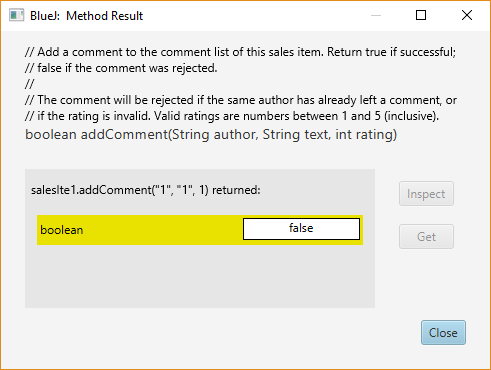 BlueJ: Method Result
// Add a comment to the comment list of this sales item. Return true if successful;
// false if the comment was rejected.
//
// The comment will be rejected if the same author has already left a comment, or
// if the rating is invalid. Valid ratings are numbers between 1 and 5 (inclusive).
boolean addComment(String author, String text, int rating)
salesIte1.addComment("1", "1", 1) returned:
Inspect
boolean false
Get
Close